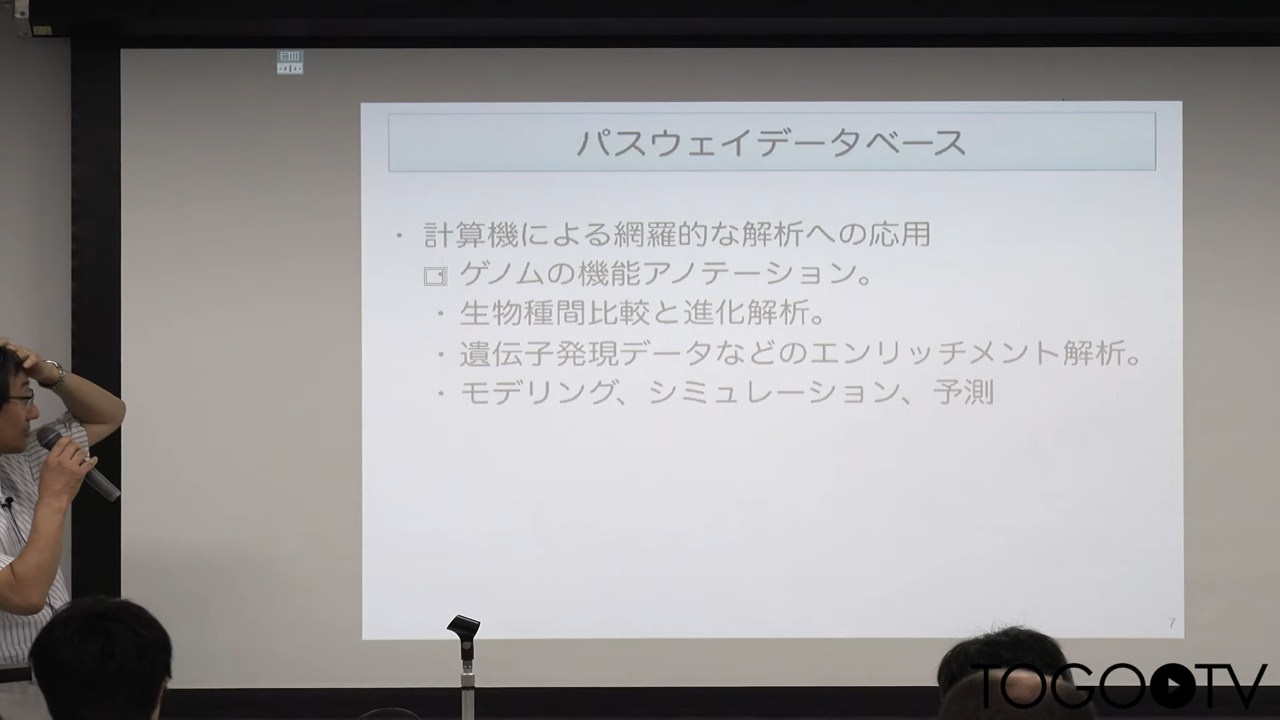 パスウェイデータベース
・ 計算機による網羅的な解析への応用
ゲノムの機能アノテーション。
・ 生物種間比較と進化解析。
・ 遺伝子発現データなどのエンリッチメント解析。
・ モデリング、シミュレーション、予測
7
TOGOTV